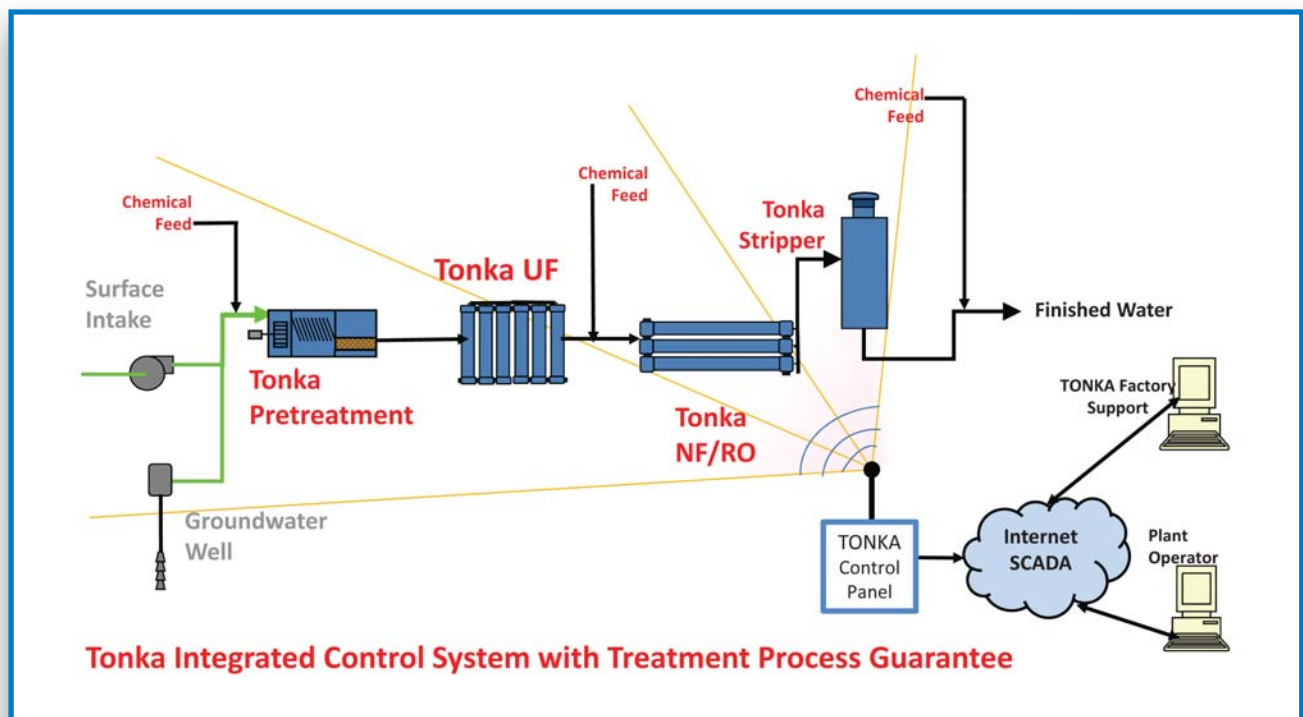 Chemical
Feed
Surface
Intake
Tonka
Pretreatment
Groundwater
Well
Tonka UF
Chemical
Feed
Tonka
NF/RO
Tonka
Stripper
Chemical
Feed
Finished Water
TONKA Factory
Support
TONKA
Control
Panel
Internet
SCADA
Plant
Operator
Tonka Integrated Control System with Treatment Process Guarantee